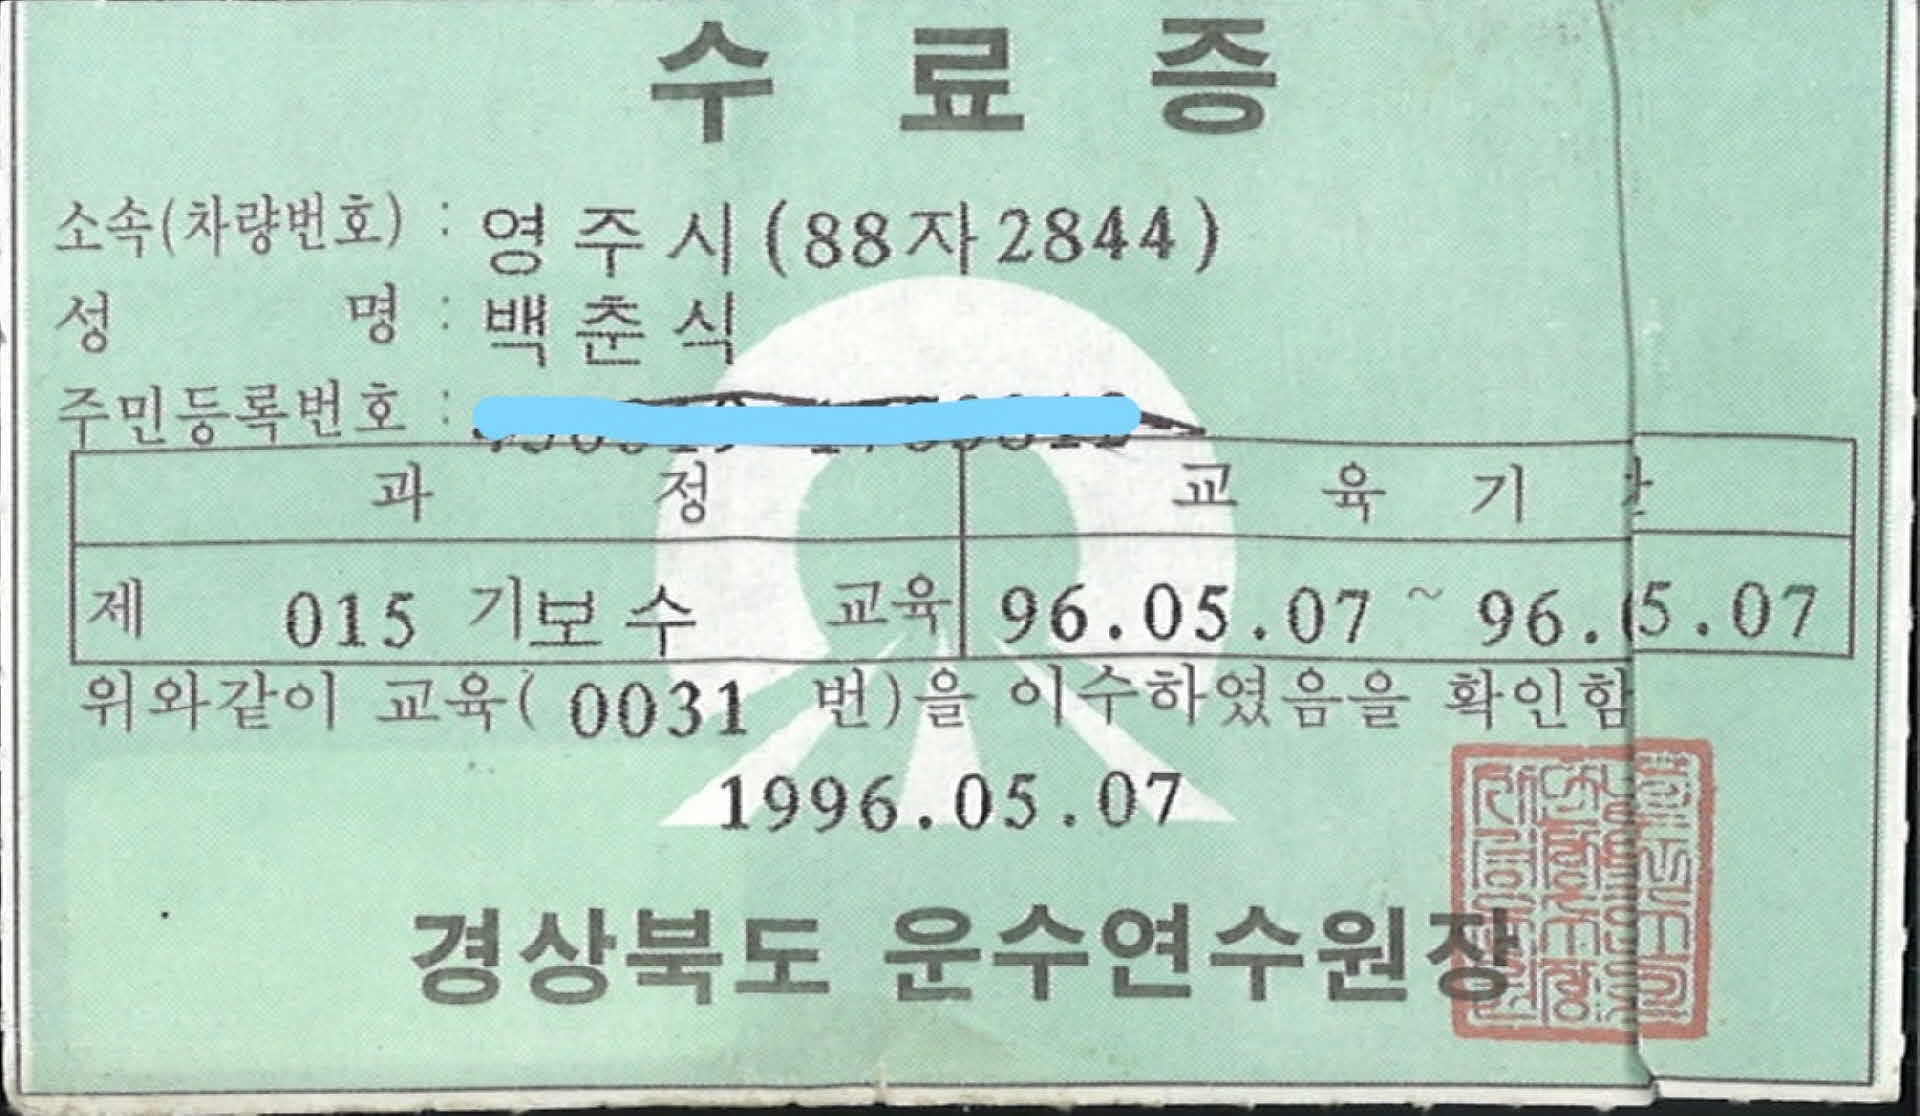 수료증
소속(차량번호) : 영주시(88자2844)
성 명 : 백춘식
주민등록번호 :
과 정 교 육 기 간
제 015 기보수 교육 96.05.07 ~ 96.05.07
위와같이 교육( 0031 번)을 이수하였음을 확인함
1996.05.07
경상북도 운수연수원장